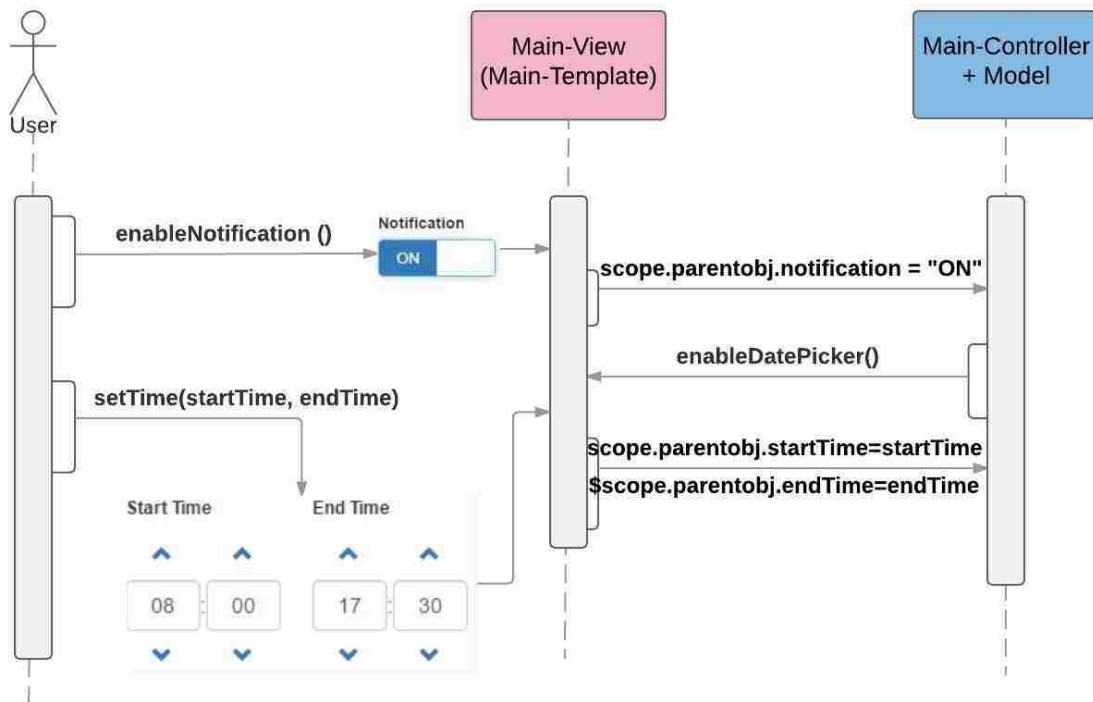 User
Main-View
(Main-Template)
Main-Controller
+ Model
enableNotification ()
Notification
ON
scope.parentobj.notification = "ON"
enableDatePicker()
setTime(startTime, endTime)
scope.parentobj.startTime=startTime
$scope.parentobj.endTime=endTime
Start Time End Time
08 : 00 17 : 30